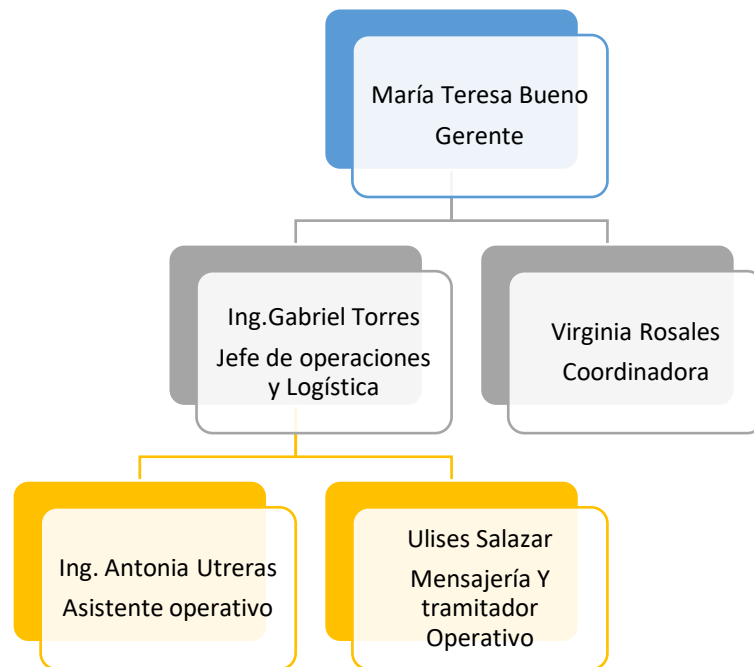 María Teresa Bueno
Gerente
Ing.Gabriel Torres
Jefe de operaciones
y Logística
Virginia Rosales
Coordinadora
Ing. Antonia Utreras
Asistente operativo
Ulises Salazar
Mensajería Y
tramitador
Operativo